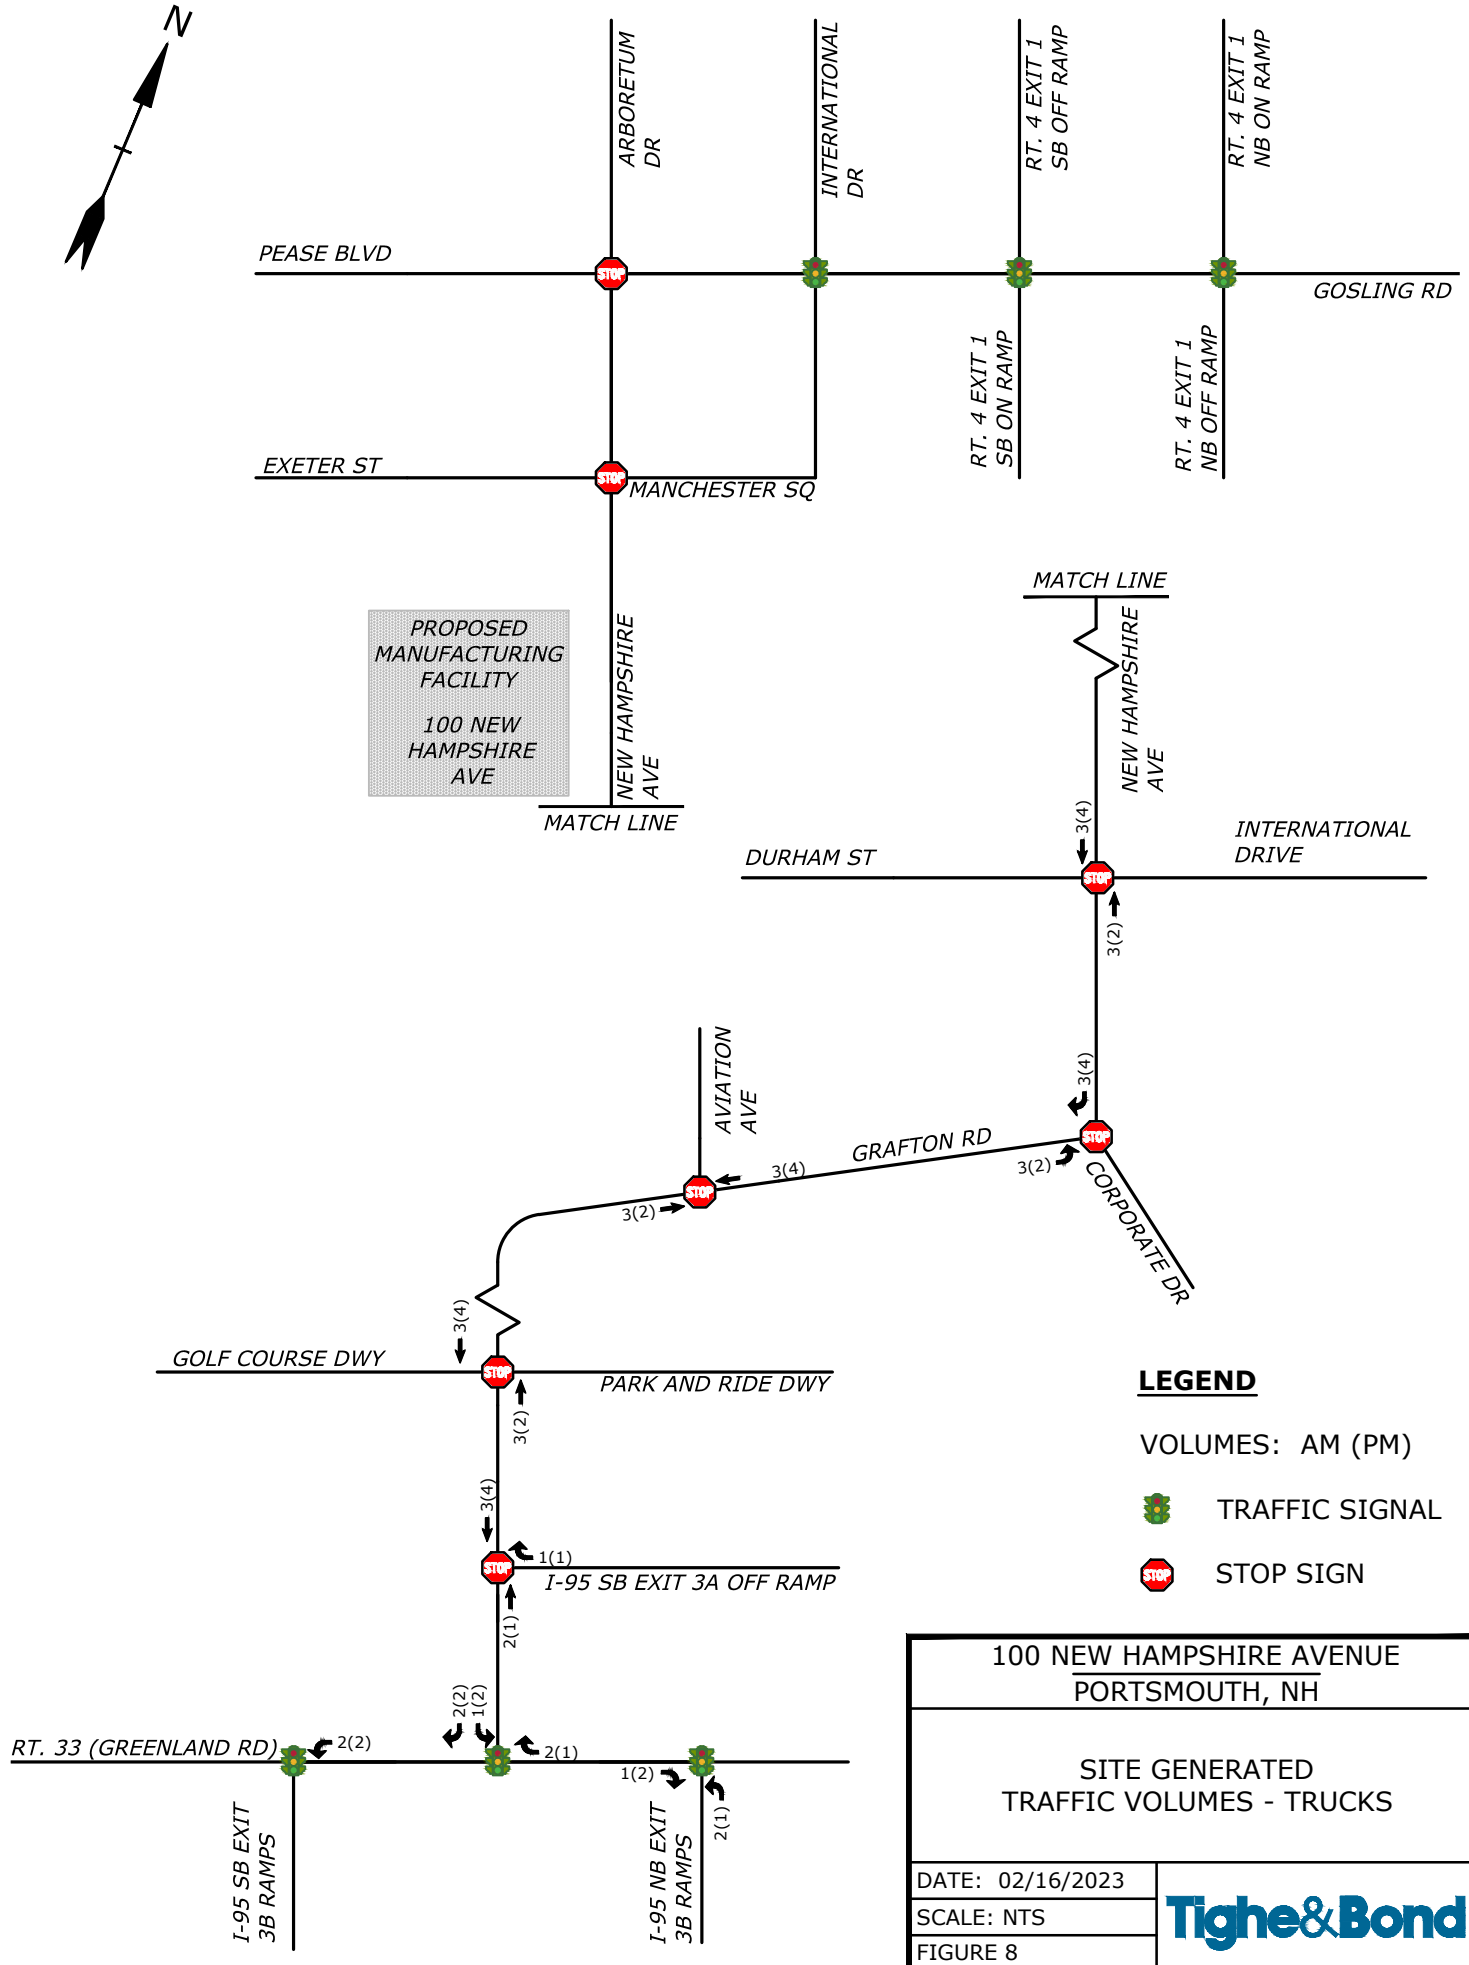 N
ARBORETUM
DR
INTERNATIONAL
DR
RT. 4 EXIT 1
SB OFF RAMP
RT. 4 EXIT 1
NB ON RAMP
PEASE BLVD
STOP
GOSLING RD
RT. 4 EXIT 1
SB ON RAMP
RT. 4 EXIT 1
NB OFF RAMP
EXETER ST
STOP
MANCHESTER SQ
PROPOSED
MANUFACTURING
FACILITY
100 NEW
HAMPSHIRE
AVE
NEW HAMPSHIRE
AVE
MATCH LINE
MATCH LINE
NEW HAMPSHIRE
AVE
3(4)
DURHAM ST
INTERNATIONAL
DRIVE
STOP
3(2)
3(4)
AVIATION
AVE
GRAFTON RD
STOP
3(2)
CORPORATE DR
3(4)
STOP
3(2)
3(4)
GOLF COURSE DWY
STOP
PARK AND RIDE DWY
3(2)
3(4)
STOP
1(1)
I-95 SB EXIT 3A OFF RAMP
2(1)
2(2)
1(2)
RT. 33 (GREENLAND RD)
2(2)
2(1)
1(2)
2(1)
I-95 SB EXIT
3B RAMPS
I-95 NB EXIT
3B RAMPS
LEGEND
VOLUMES: AM (PM)
TRAFFIC SIGNAL
STOP
STOP SIGN
100 NEW HAMPSHIRE AVENUE
PORTSMOUTH, NH
SITE GENERATED
TRAFFIC VOLUMES - TRUCKS
DATE: 02/16/2023
SCALE: NTS
FIGURE 8
Tighe&Bond